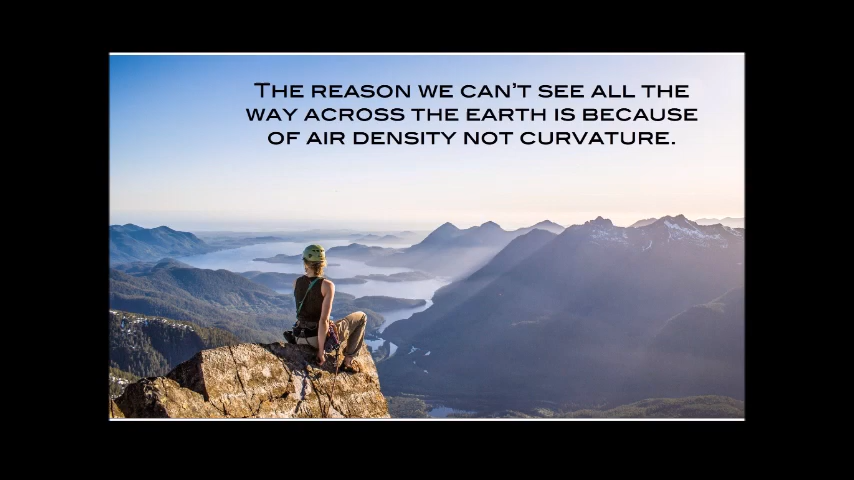 The reason we can't see all the
way across the earth is because
of air density not curvature.